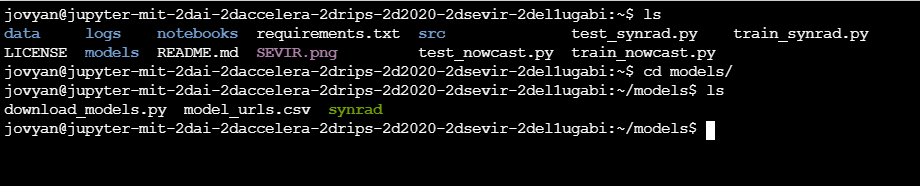 jovyan@jupyter-mit-2dai-2daccelera-2drips-2d2020-2dsevir-2del1ugabi:~$ ls
data logs notebooks requirements.txt src test_synrad.py train_synrad.py
LICENSE models README.md SEVIR.png test_nowcast.py train_nowcast.py
jovyan@jupyter-mit-2dai-2daccelera-2drips-2d2020-2dsevir-2del1ugabi:~$ cd models/
jovyan@jupyter-mit-2dai-2daccelera-2drips-2d2020-2dsevir-2del1ugabi:~/models$ ls
download_models.py model_urls.csv synrad
jovyan@jupyter-mit-2dai-2daccelera-2drips-2d2020-2dsevir-2del1ugabi:~/models$